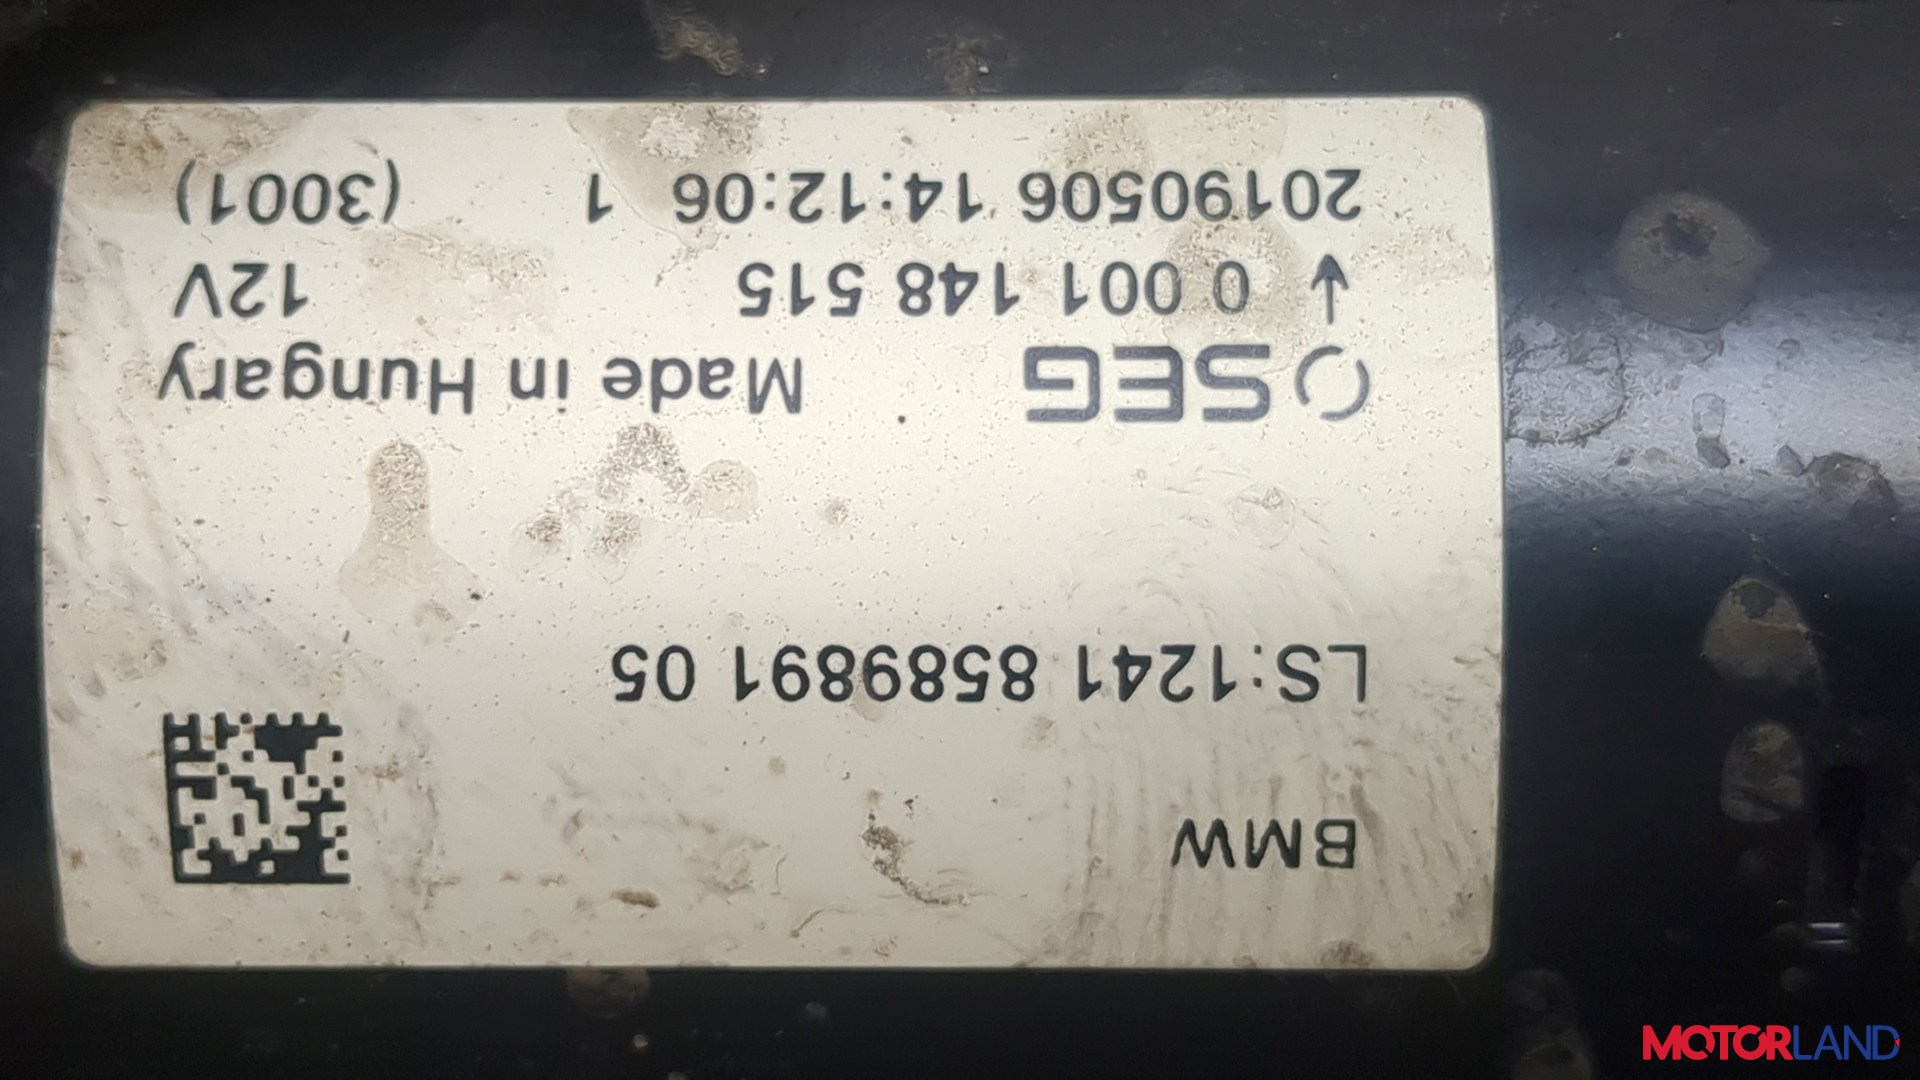 BMW
LS:1241 8589891 05
SEG Made in Hungary
0 001 148 515 12V
20190506 14:12:06 1 (3001)
MOTORLAND